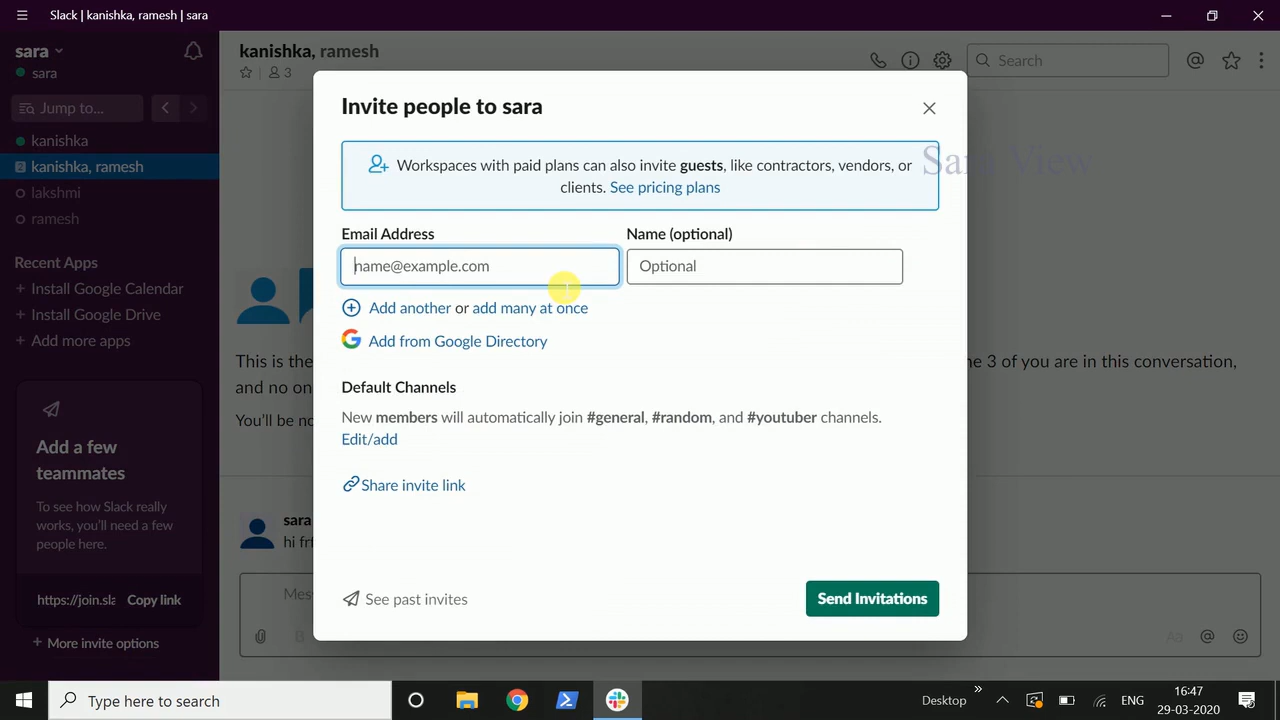 Slack | kanishka, ramesh | sara
sara
sara
Jump to...
kanishka
kanishka, ramesh
2
lakshmi
ramesh
Recent Apps
+ Install Google Calendar
+ Install Google Drive
+ Add more apps
Add a few
teammates
To see how Slack really
works, you'll need a few
people here.
https://join.sla Copy link
+ More invite options
kanishka, ramesh
3
Search
Invite people to sara
Workspaces with paid plans can also invite guests, like contractors, vendors, or
clients. See pricing plans
Sara View
Email Address Name (optional)
name@example.com Optional
Add another or add many at once
Add from Google Directory
Default Channels
New members will automatically join #general, #random, and #youtuber channels.
Edit/add
Share invite link
See past invites Send Invitations
This is the
3 of you are in this conversation,
and no on
You'll be no
sara
hi fr
Mes
B
Aa
Type here to search
Desktop
ENG
16:47
29-03-2020